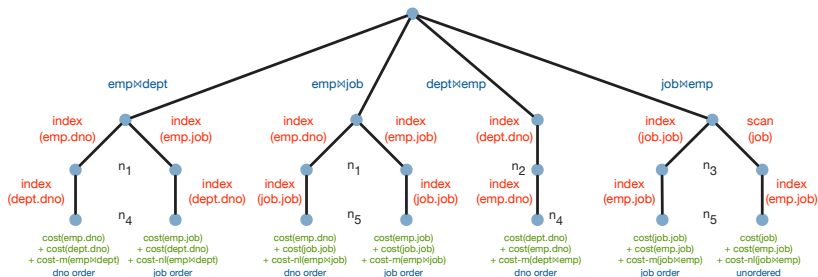 emp⋈dept
emp⋈job
dept⋈emp
job⋈emp
index
(emp.dno)
index
(emp.job)
index
(emp.dno)
index
(emp.job)
index
(dept.dno)
index
(job.job)
scan
(job)
n1
n1
n2
n3
index
(dept.dno)
index
(dept.dno)
index
(job.job)
index
(job.job)
index
(emp.dno)
index
(emp.job)
index
(emp.job)
n4
n5
n4
n5
cost(emp.dno)
+ cost(dept.dno)
+ cost-m(emp⋈dept)
dno order
cost(emp.job)
+ cost(dept.dno)
+ cost-nl(emp⋈dept)
job order
cost(emp.dno)
+ cost(job.job)
+ cost-nl(emp⋈job)
dno order
cost(emp.job)
+ cost(job.job)
+ cost-m(emp⋈job)
job order
cost(dept.dno)
+ cost(emp.dno)
+ cost-m(dept⋈emp)
dno order
cost(job.job)
+ cost(emp.job)
+ cost-m(job⋈emp)
job order
cost(job)
+ cost(emp.job)
+ cost-nl(job⋈emp)
unordered